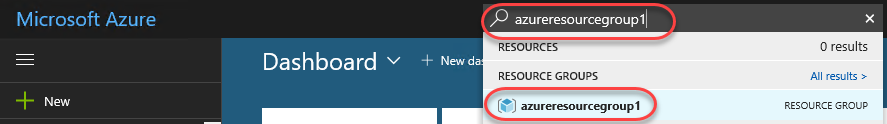 Microsoft Azure
azureresourcegroup1
RESOURCES 0 results
Dashboard + New das
RESOURCE GROUPS All results >
+ New
azureresourcegroup1 RESOURCE GROUP